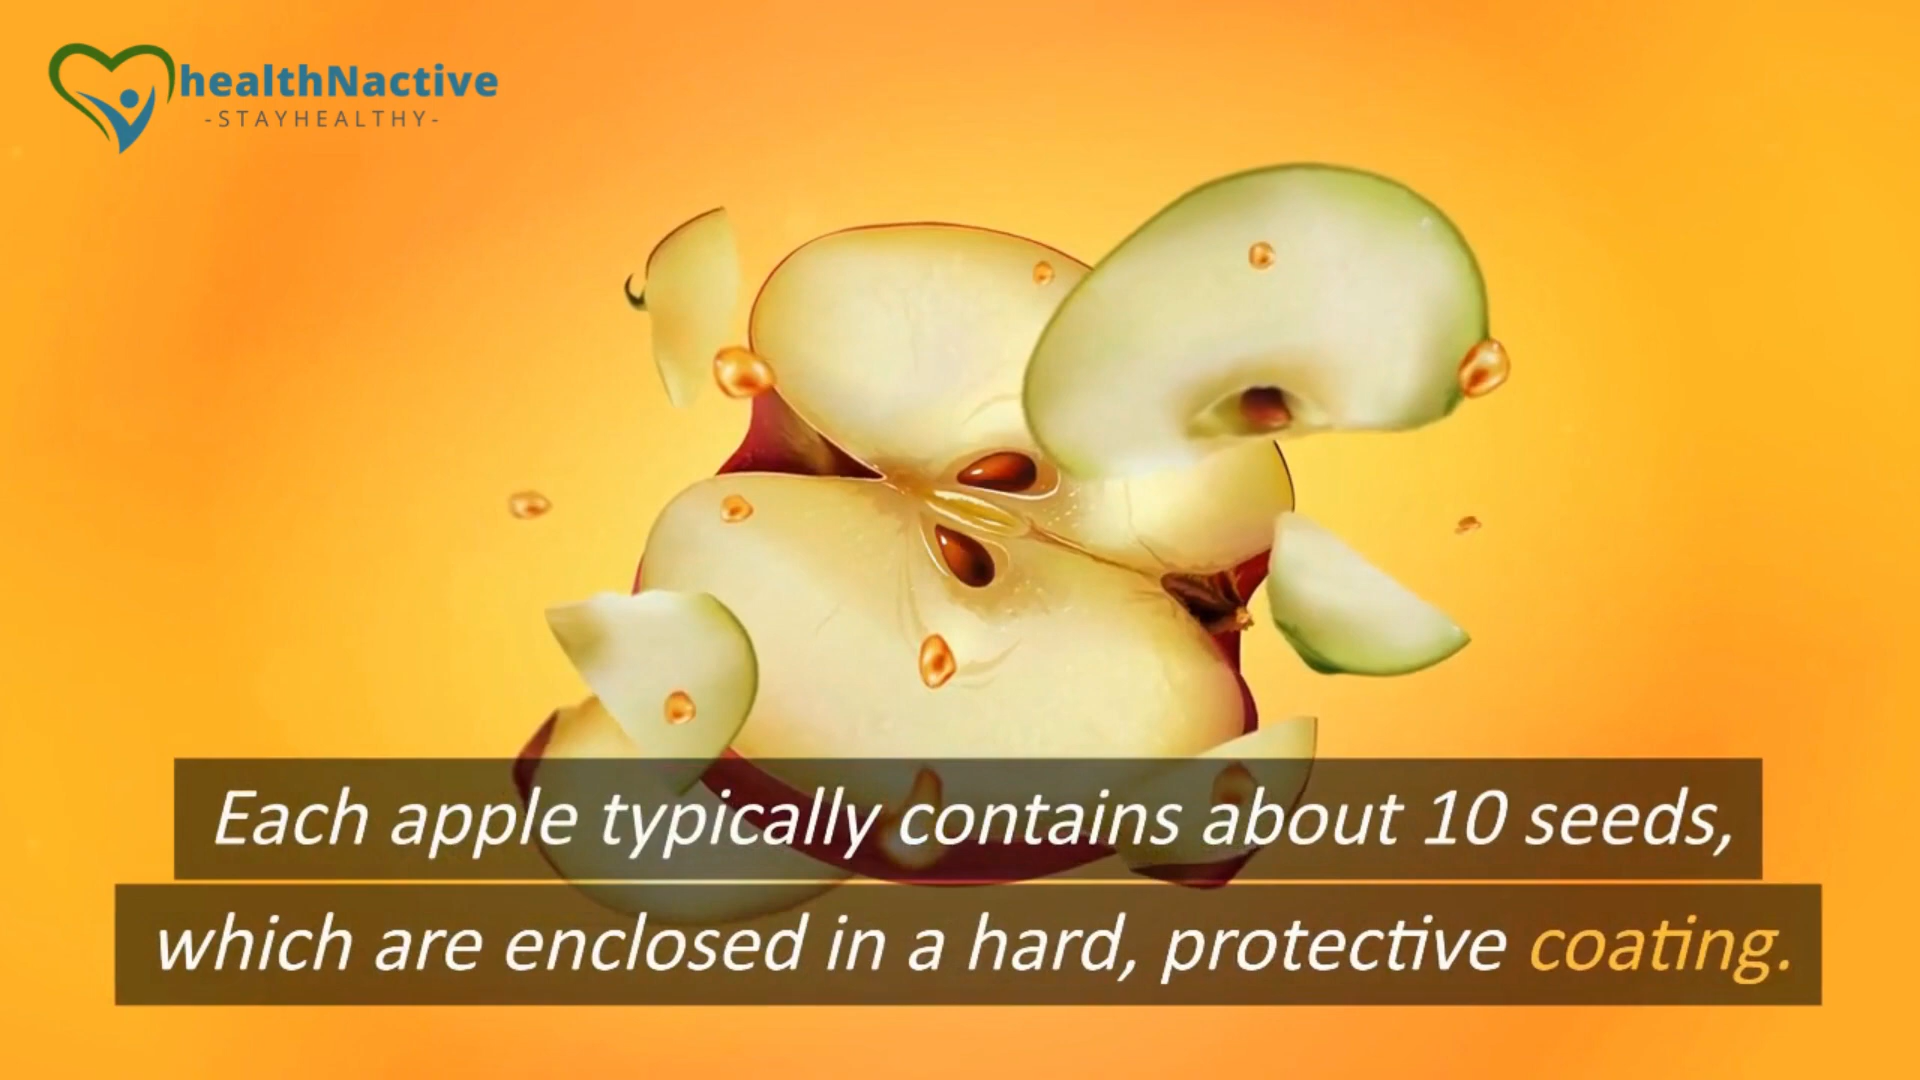 healthNactive
-STAYHEALTHY-
Each apple typically contains about 10 seeds,
which are enclosed in a hard, protective coating.